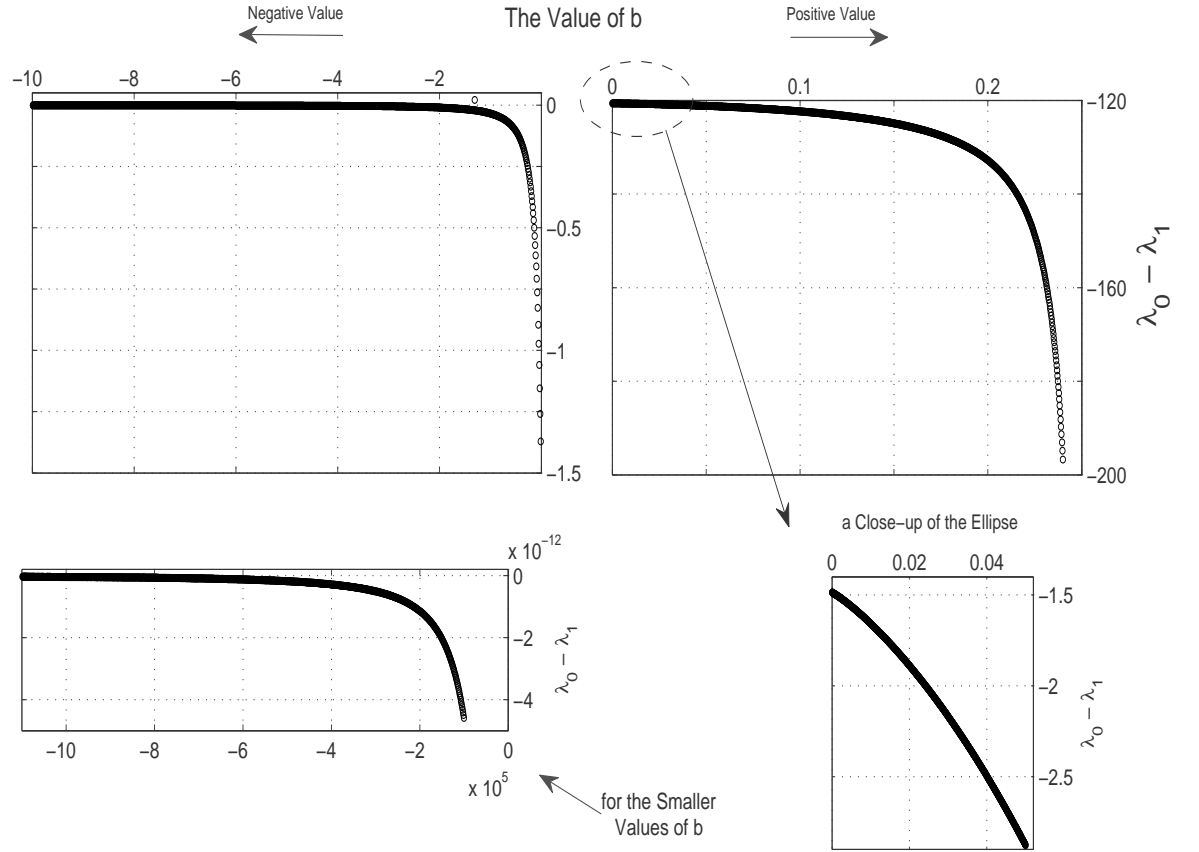 Negative Value
The Value of b
Positive Value
−10 −8 −6 −4 −2
0
−0.5
−1
−1.5
0 0.1 0.2
−120
−160
−200
λ0 − λ1
x 10^-12
0
−2
−4
λ0 − λ1
−10 −8 −6 −4 −2 0
x 10^5
for the Smaller
Values of b
a Close−up of the Ellipse
0 0.02 0.04
−1.5
−2
−2.5
λ0 − λ1